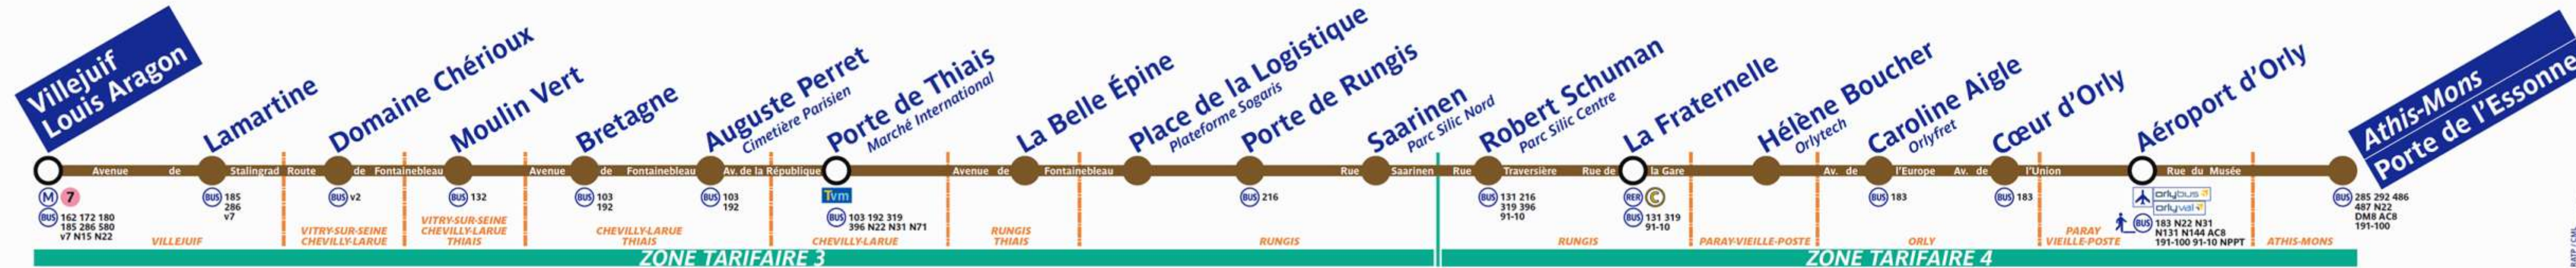 Villejuif
Louis Aragon
Lamartine
Domaine Chérioux
Moulin Vert
Bretagne
Auguste Perret
Cimetière Parisien
Porte de Thiais
Marché International
La Belle Épine
Place de la Logistique
Plateforme Sogaris
Porte de Rungis
Saarinen
Parc Silic Nord
Robert Schuman
Parc Silic Centre
La Fraternelle
Hélène Boucher
Orlytech
Caroline Aigle
Orlyfret
Cœur d'Orly
Aéroport d'Orly
Athis-Mons
Porte de l'Essonne
Avenue de Stalingrad Route de Fontainebleau Avenue de Fontainebleau Av. de la République Avenue de Fontainebleau Rue Saarinen Rue Traversière Rue de la Gare Av. de l'Europe Av. de l'Union Rue du Musée
M 7
BUS 162 172 180
185 286 580
v7 N15 N22
BUS 185
286
v7
BUS v2
BUS 132
BUS 103
192
BUS 103
192
Tvm
BUS 103 192 319
396 N22 N31 N71
BUS 216
BUS 131 216
319 396
91-10
RER C
BUS 131 319
91-10
BUS 183
BUS 183
orlybus
orlyval
BUS 183 N22 N31
N131 N144 AC8
191-100 91-10 NPPT
BUS 285 292 486
487 N22
DM8 AC8
191-100
VILLEJUIF
VITRY-SUR-SEINE
CHEVILLY-LARUE
VITRY-SUR-SEINE
CHEVILLY-LARUE
THIAIS
CHEVILLY-LARUE
THIAIS
CHEVILLY-LARUE
RUNGIS
THIAIS
RUNGIS
RUNGIS
PARAY-VIEILLE-POSTE
ORLY
PARAY
VIEILLE-POSTE
ATHIS-MONS
ZONE TARIFAIRE 3
ZONE TARIFAIRE 4